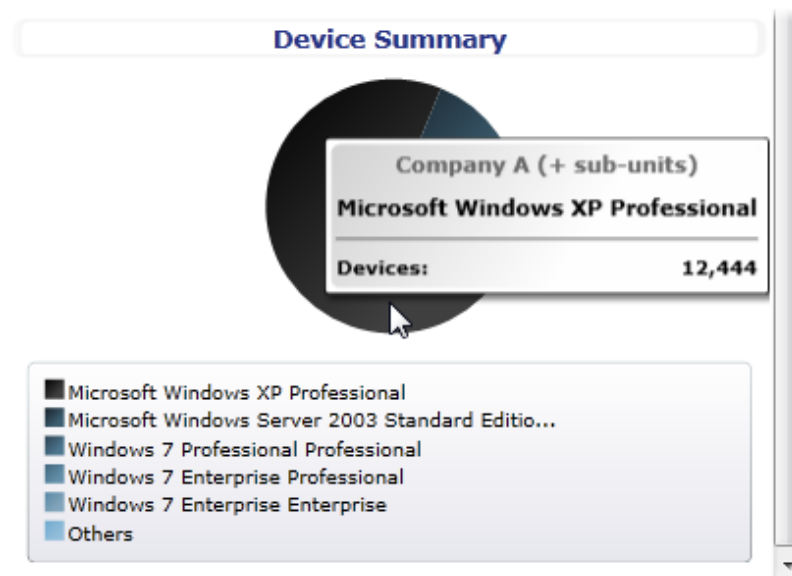 Device Summary
Company A (+ sub-units)
Microsoft Windows XP Professional
Devices: 12,444
Microsoft Windows XP Professional
Microsoft Windows Server 2003 Standard Editio...
Windows 7 Professional Professional
Windows 7 Enterprise Professional
Windows 7 Enterprise Enterprise
Others